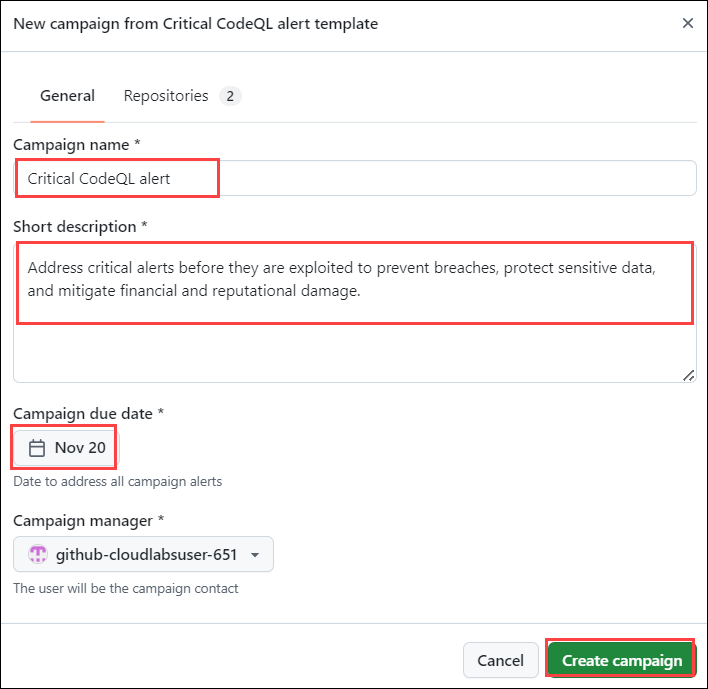 New campaign from Critical CodeQL alert template
General Repositories 2
Campaign name *
Critical CodeQL alert
Short description *
Address critical alerts before they are exploited to prevent breaches, protect sensitive data,
and mitigate financial and reputational damage.
Campaign due date *
Nov 20
Date to address all campaign alerts
Campaign manager *
github-cloudlabsuser-651
The user will be the campaign contact
Cancel Create campaign